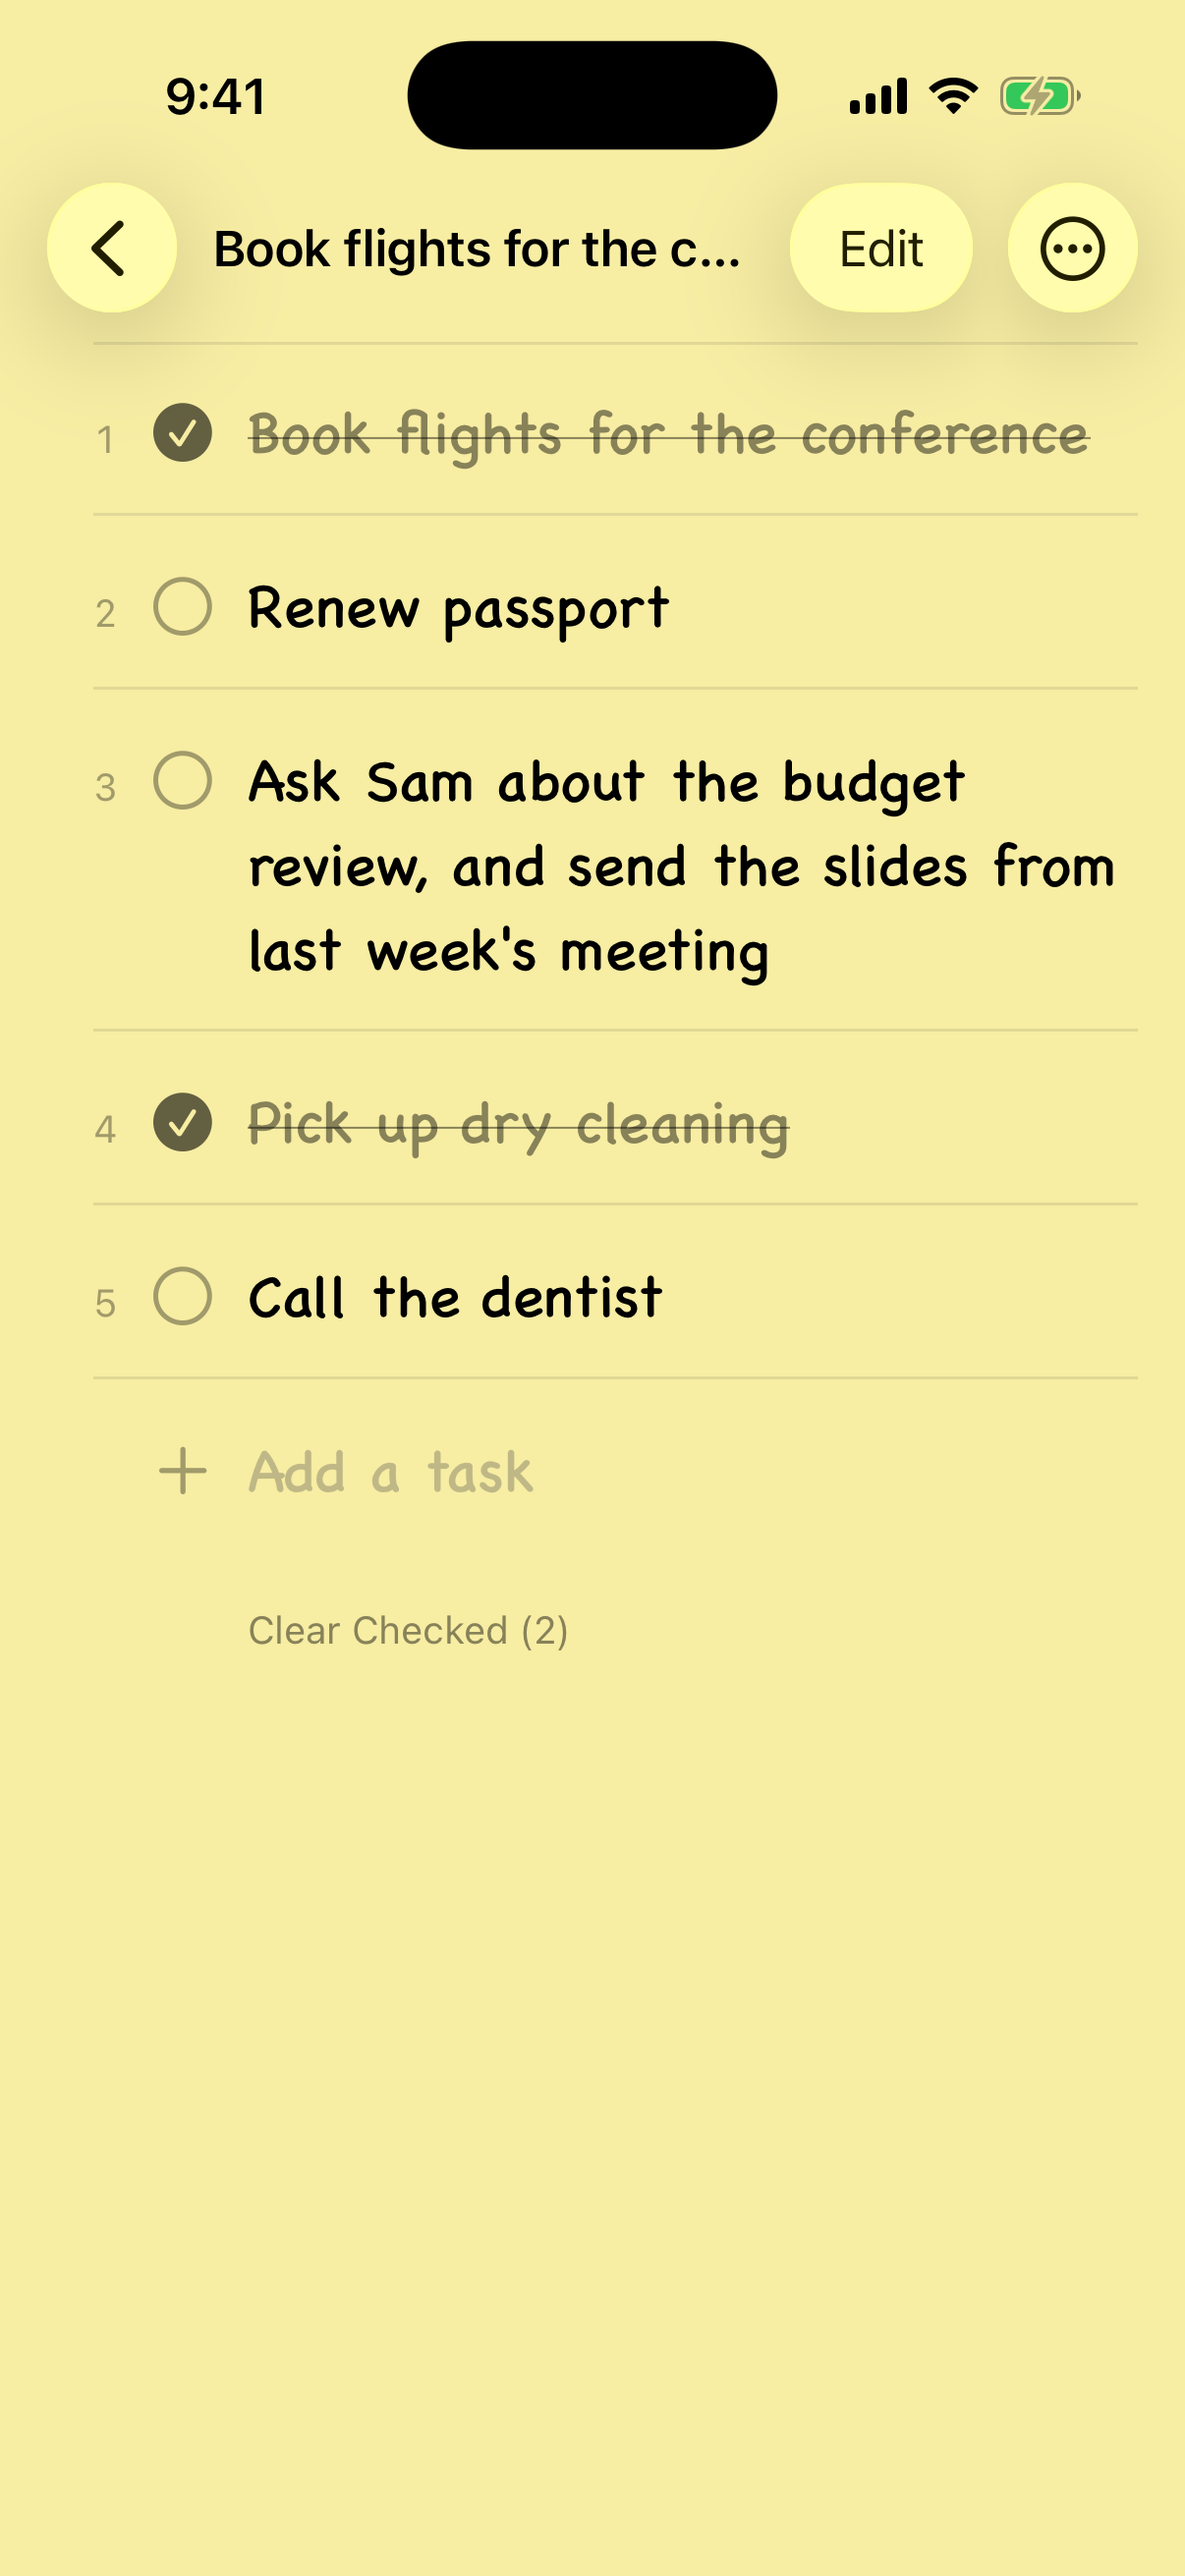 9:41
Book flights for the c...
Edit
1 Book flights for the conference
2 Renew passport
3 Ask Sam about the budget
review, and send the slides from
last week's meeting
4 Pick up dry cleaning
5 Call the dentist
Add a task
Clear Checked (2)